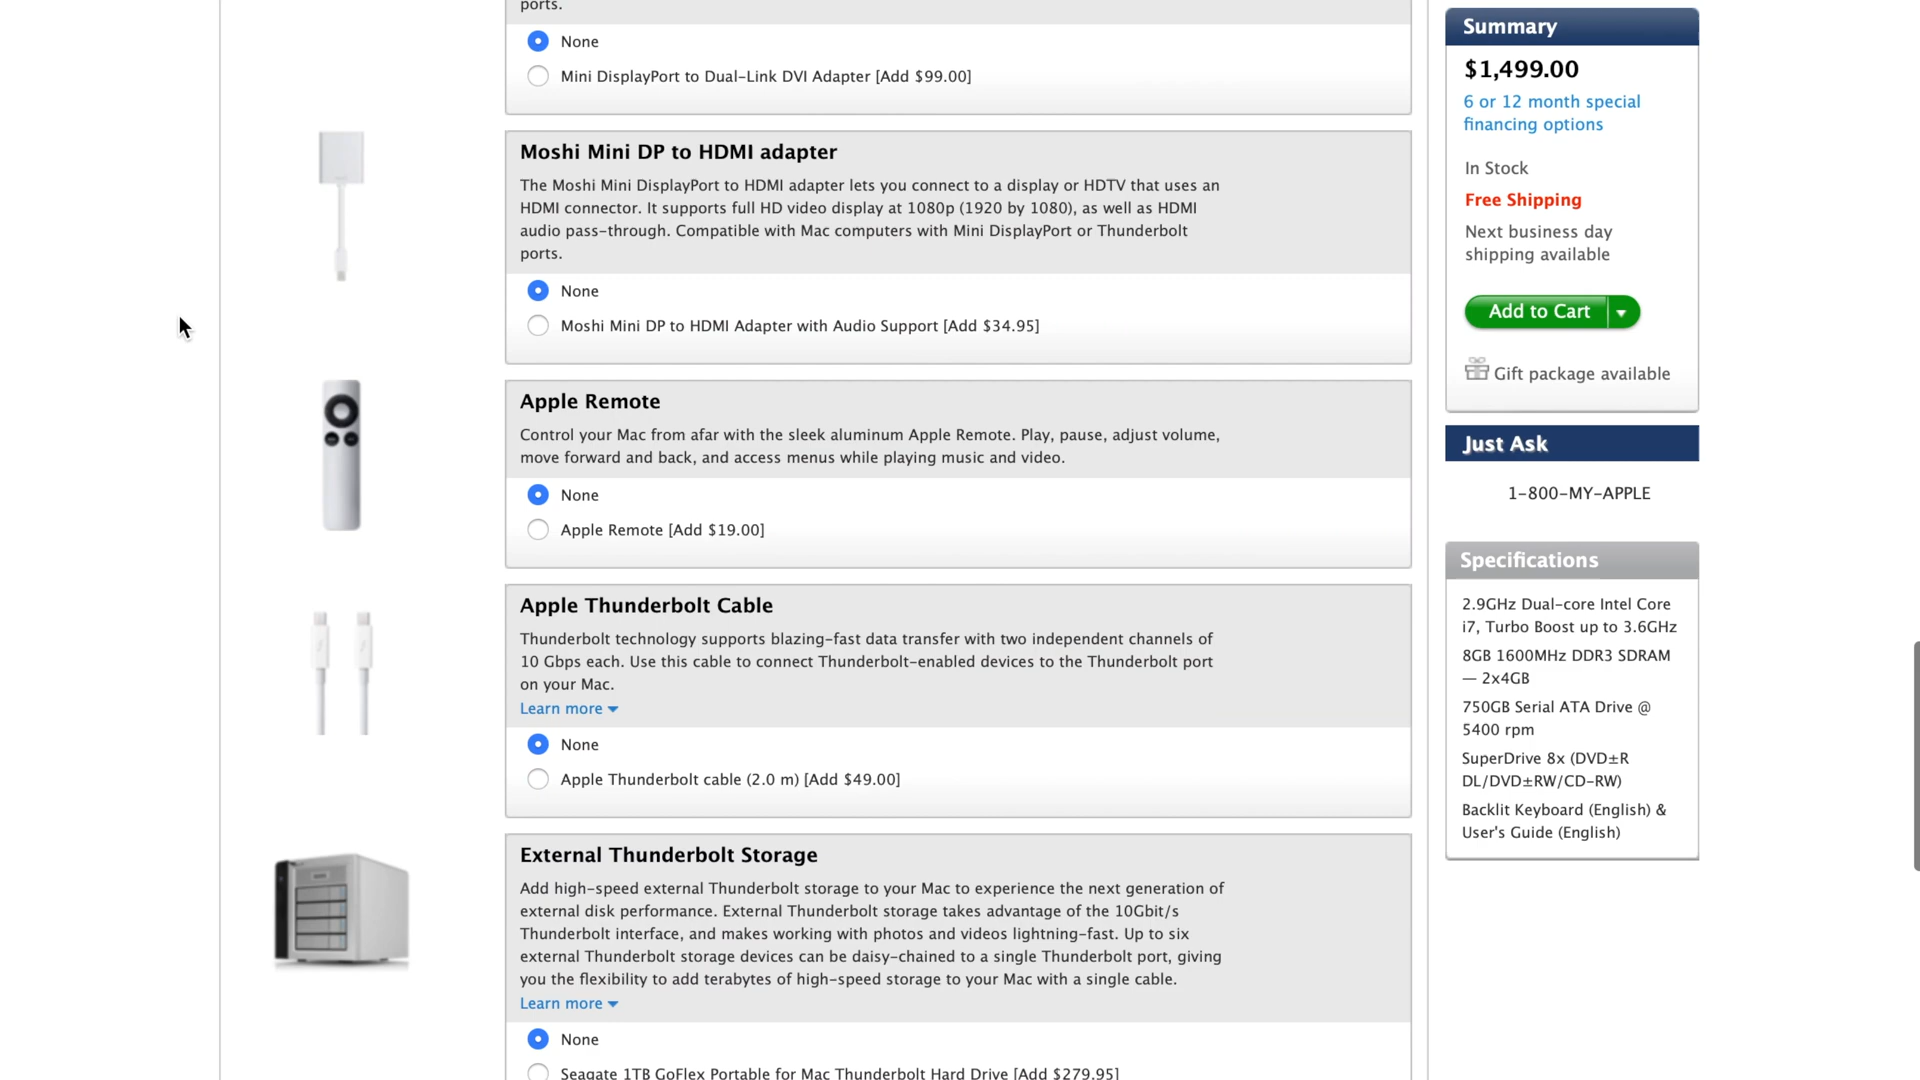 ports.
None
Mini DisplayPort to Dual-Link DVI Adapter [Add $99.00]
Moshi Mini DP to HDMI adapter
The Moshi Mini DisplayPort to HDMI adapter lets you connect to a display or HDTV that uses an
HDMI connector. It supports full HD video display at 1080p (1920 by 1080), as well as HDMI
audio pass-through. Compatible with Mac computers with Mini DisplayPort or Thunderbolt
ports.
None
Moshi Mini DP to HDMI Adapter with Audio Support [Add $34.95]
Apple Remote
Control your Mac from afar with the sleek aluminum Apple Remote. Play, pause, adjust volume,
move forward and back, and access menus while playing music and video.
None
Apple Remote [Add $19.00]
Apple Thunderbolt Cable
Thunderbolt technology supports blazing-fast data transfer with two independent channels of
10 Gbps each. Use this cable to connect Thunderbolt-enabled devices to the Thunderbolt port
on your Mac.
Learn more
None
Apple Thunderbolt cable (2.0 m) [Add $49.00]
External Thunderbolt Storage
Add high-speed external Thunderbolt storage to your Mac to experience the next generation of
external disk performance. External Thunderbolt storage takes advantage of the 10Gbit/s
Thunderbolt interface, and makes working with photos and videos lightning-fast. Up to six
external Thunderbolt storage devices can be daisy-chained to a single Thunderbolt port, giving
you the flexibility to add terabytes of high-speed storage to your Mac with a single cable.
Learn more
None
Seagate 1TB GoFlex Portable for Mac Thunderbolt Hard Drive [Add $279.95]
Summary
$1,499.00
6 or 12 month special
financing options
In Stock
Free Shipping
Next business day
shipping available
Add to Cart
Gift package available
Just Ask
1-800-MY-APPLE
Specifications
2.9GHz Dual-core Intel Core
i7, Turbo Boost up to 3.6GHz
8GB 1600MHz DDR3 SDRAM
— 2x4GB
750GB Serial ATA Drive @
5400 rpm
SuperDrive 8x (DVD±R
DL/DVD±RW/CD-RW)
Backlit Keyboard (English) &
User's Guide (English)